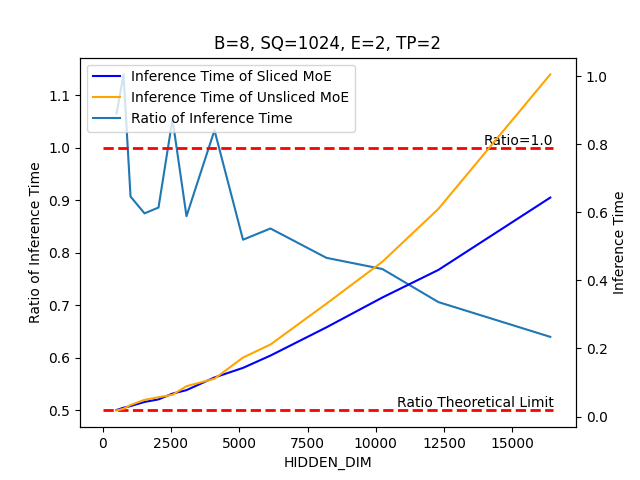 B=8, SQ=1024, E=2, TP=2
Inference Time of Sliced MoE
Inference Time of Unsliced MoE
Ratio of Inference Time
Ratio=1.0
Ratio Theoretical Limit
Ratio of Inference Time
1.1
1.0
0.9
0.8
0.7
0.6
0.5
1.0
0.8
0.6
0.4
0.2
0.0
Inference Time
0 2500 5000 7500 10000 12500 15000
HIDDEN_DIM